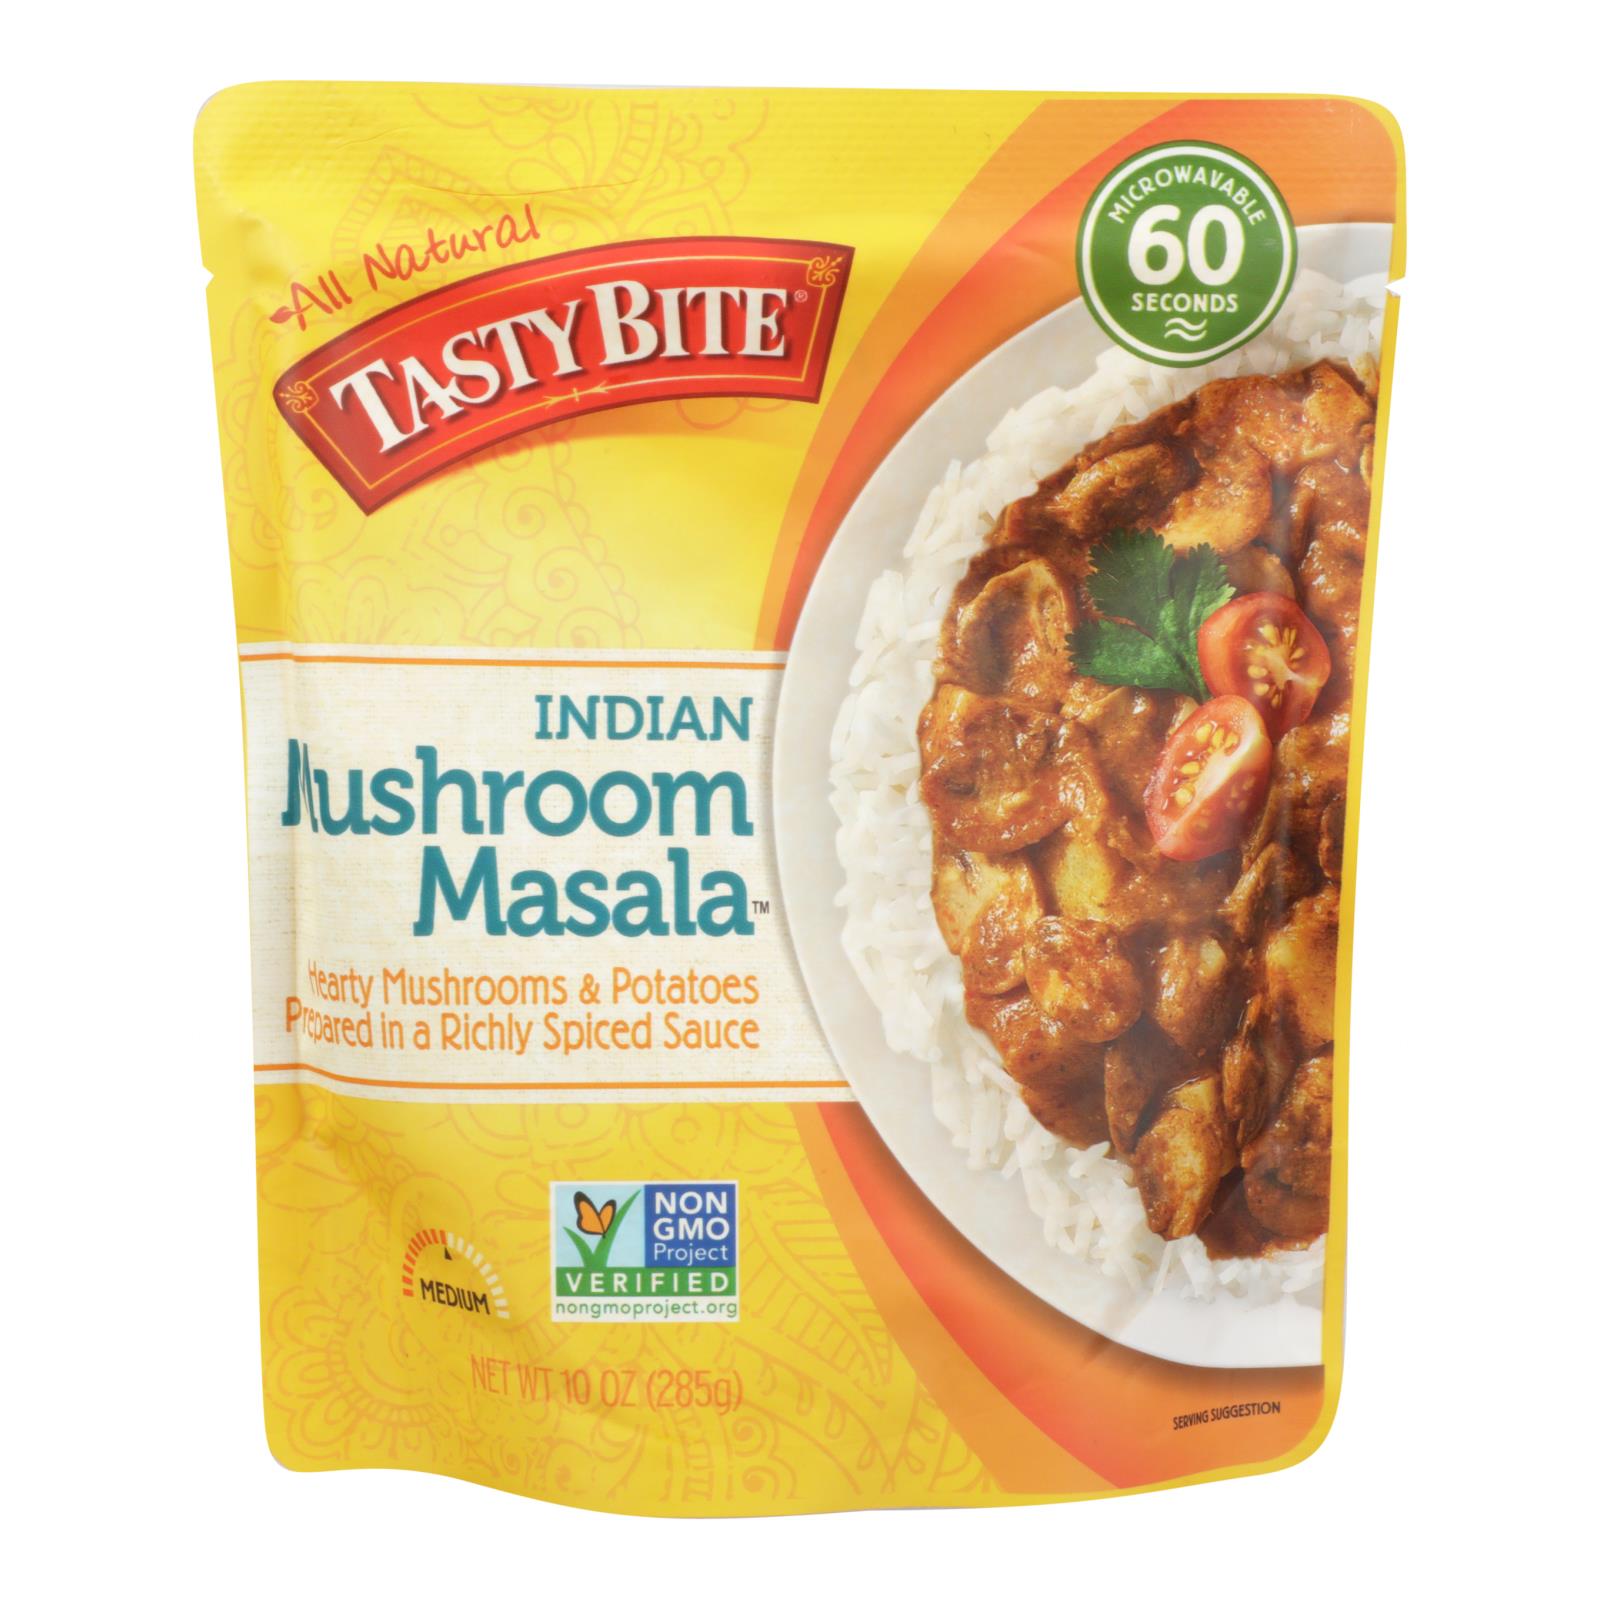 All Natural
TASTY BITE®
MICROWAVABLE
60
SECONDS
INDIAN
Mushroom
Masala™
Hearty Mushrooms & Potatoes
Prepared in a Richly Spiced Sauce
MEDIUM
NON
GMO
Project
VERIFIED
nongmoproject.org
NET WT 10 OZ (285g)
SERVING SUGGESTION